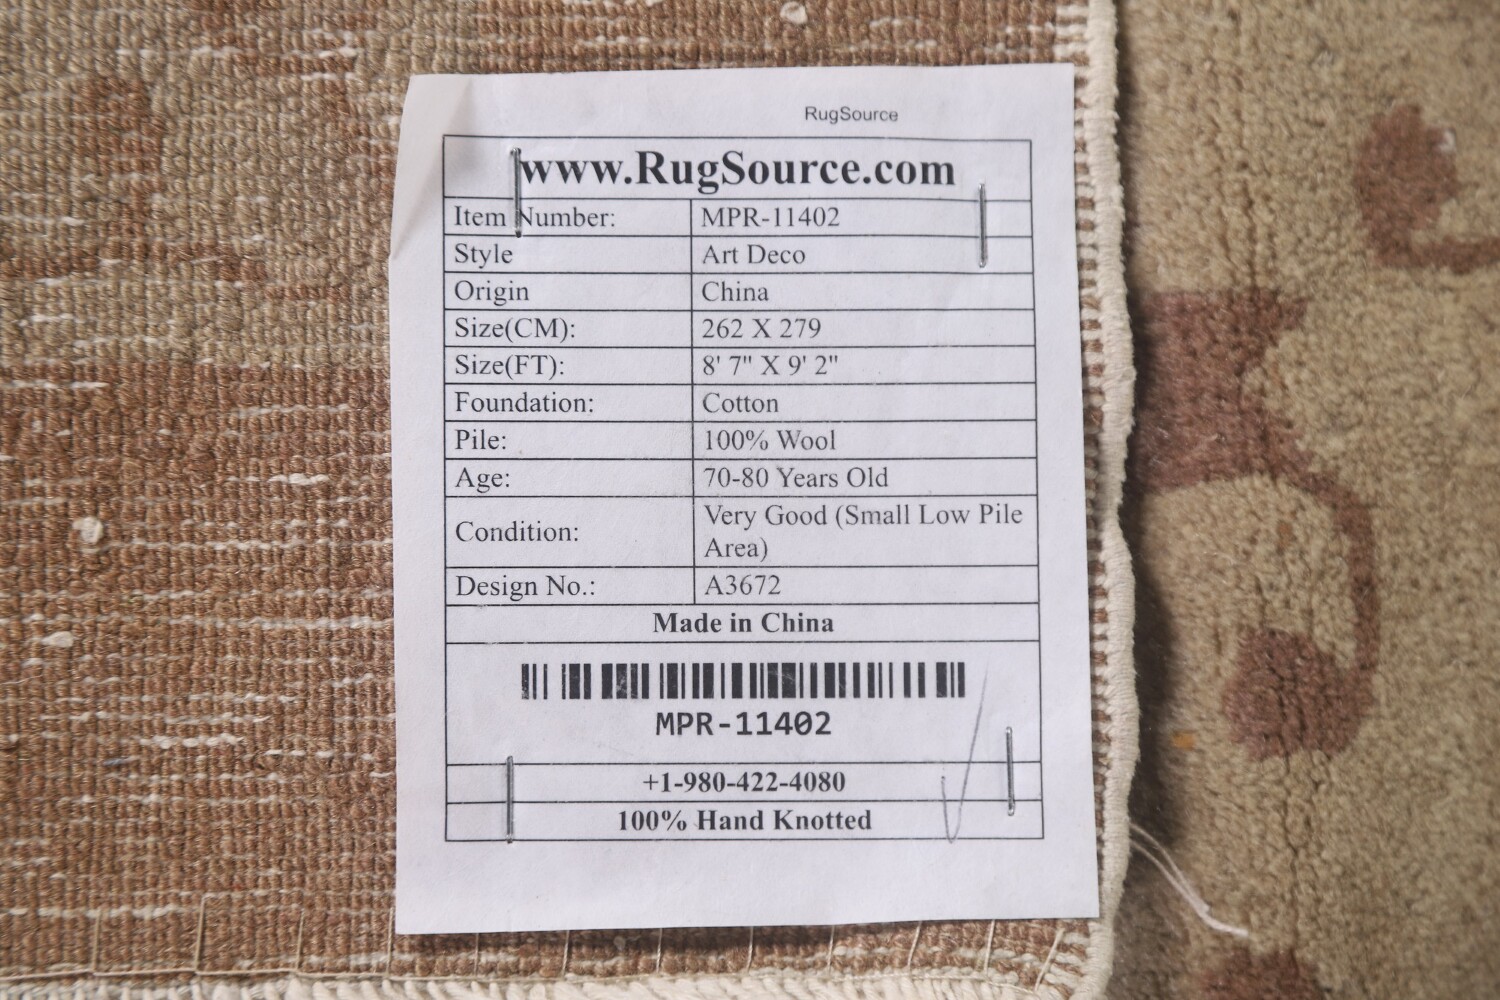 RugSource
www.RugSource.com
Item Number: MPR-11402
Style Art Deco
Origin China
Size(CM): 262 X 279
Size(FT): 8' 7" X 9' 2"
Foundation: Cotton
Pile: 100% Wool
Age: 70-80 Years Old
Condition: Very Good (Small Low Pile
Area)
Design No.: A3672
Made in China
MPR-11402
+1-980-422-4080
100% Hand Knotted